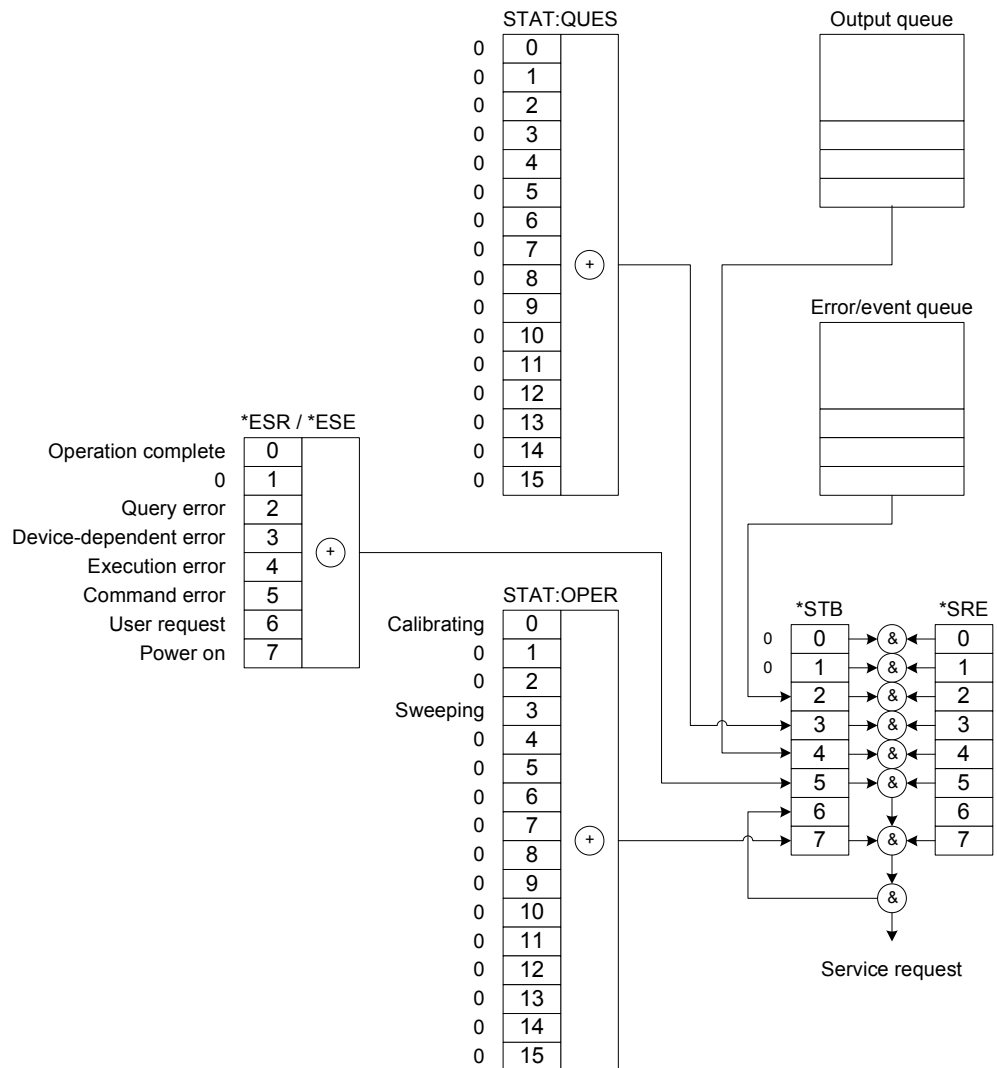 STAT:QUES
0 0
0 1
0 2
0 3
0 4
0 5
0 6
0 7
0 8
0 9
0 10
0 11
0 12
0 13
0 14
0 15
+
Output queue
Error/event queue
*ESR / *ESE
Operation complete 0
0 1
Query error 2
Device-dependent error 3
Execution error 4
Command error 5
User request 6
Power on 7
+
STAT:OPER
Calibrating 0
0 1
0 2
Sweeping 3
0 4
0 5
0 6
0 7
0 8
0 9
0 10
0 11
0 12
0 13
0 14
0 15
+
*STB *SRE
0 0 & 0
0 1 & 1
2 & 2
3 & 3
4 & 4
5 & 5
6 6
7 & 7
&
Service request